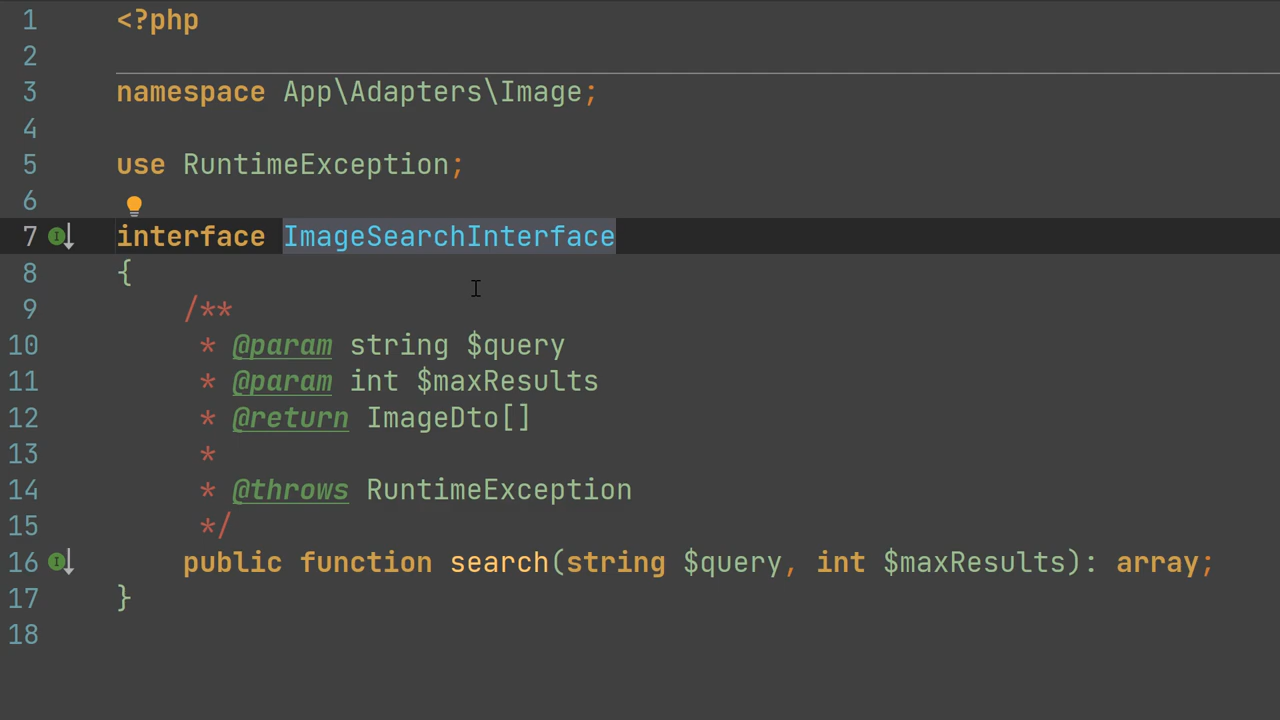 1 <?php
2
3 namespace App\Adapters\Image;
4
5 use RuntimeException;
6
7 interface ImageSearchInterface
8 {
9 /**
10 * @param string $query
11 * @param int $maxResults
12 * @return ImageDto[]
13 *
14 * @throws RuntimeException
15 */
16 public function search(string $query, int $maxResults): array;
17 }
18